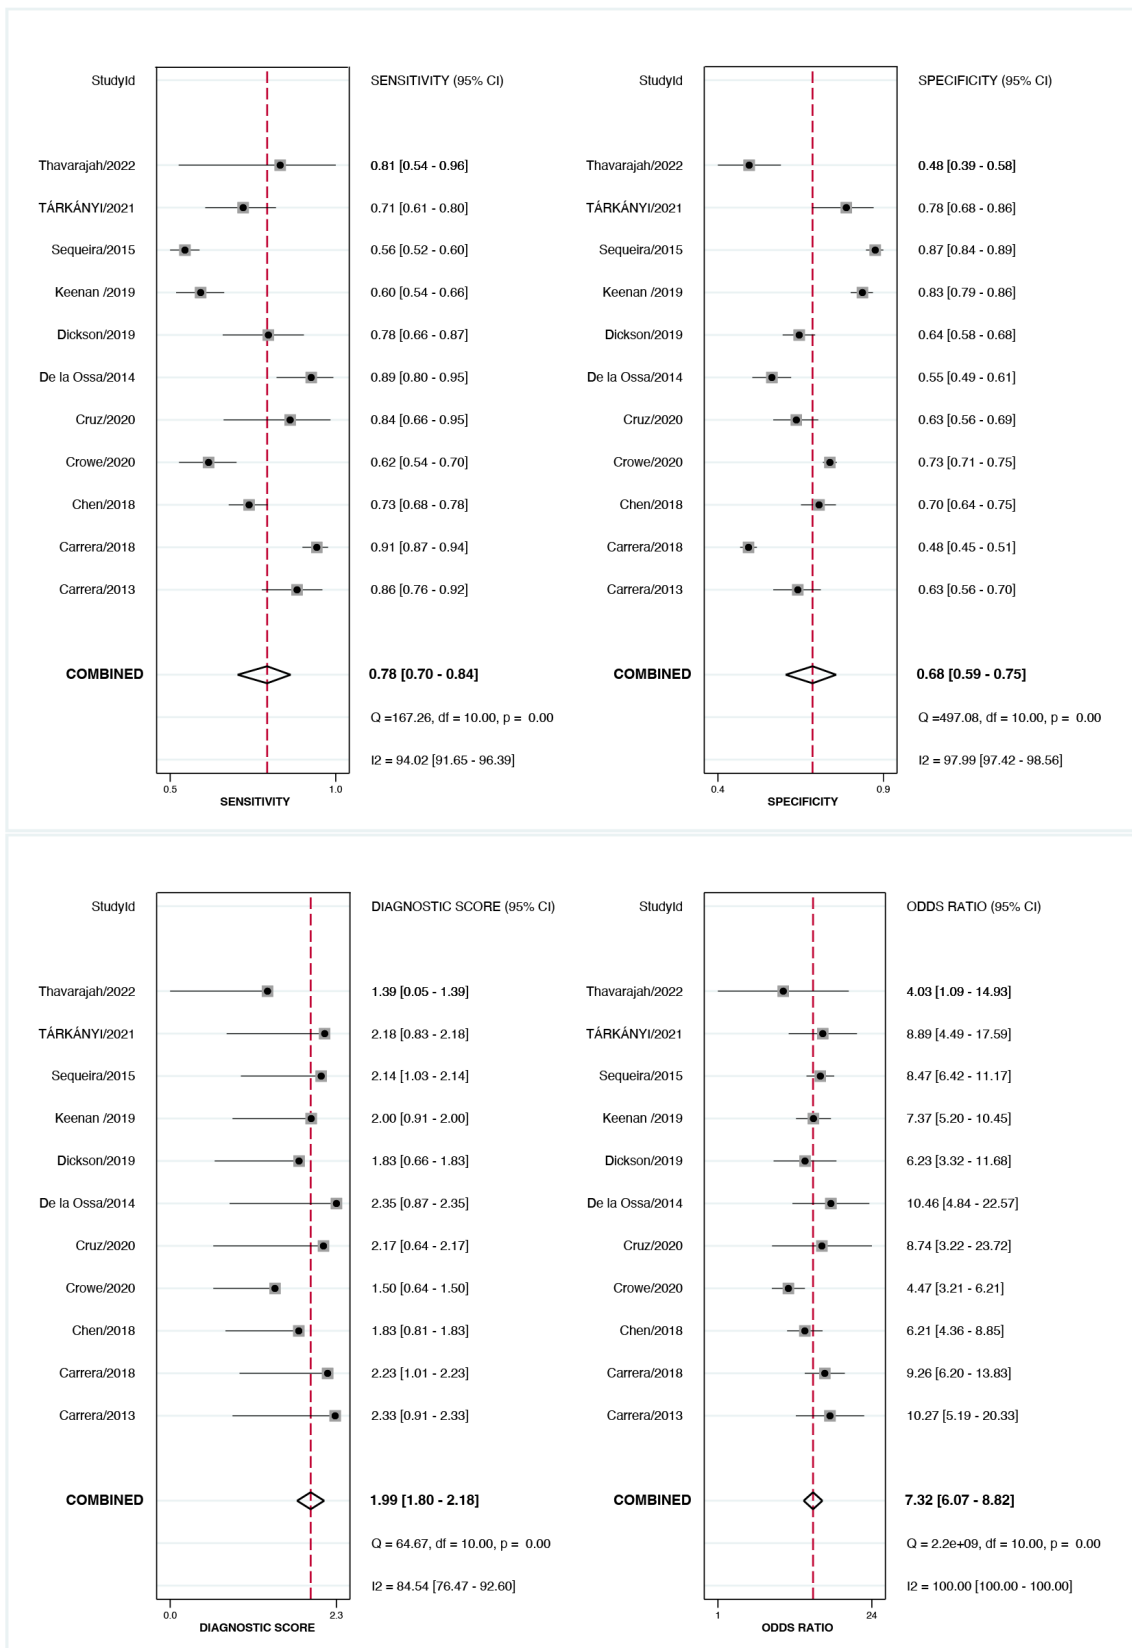 StudyId SENSITIVITY (95% CI)
Thavarajah/2022 0.81 [0.54 - 0.96]
TÁRKÁNYI/2021 0.71 [0.61 - 0.80]
Sequeira/2015 0.56 [0.52 - 0.60]
Keenan /2019 0.60 [0.54 - 0.66]
Dickson/2019 0.78 [0.66 - 0.87]
De la Ossa/2014 0.89 [0.80 - 0.95]
Cruz/2020 0.84 [0.66 - 0.95]
Crowe/2020 0.62 [0.54 - 0.70]
Chen/2018 0.73 [0.68 - 0.78]
Carrera/2018 0.91 [0.87 - 0.94]
Carrera/2013 0.86 [0.76 - 0.92]
COMBINED 0.78 [0.70 - 0.84]
Q =167.26, df = 10.00, p = 0.00
I2 = 94.02 [91.65 - 96.39]
0.5 1.0
SENSITIVITY
StudyId SPECIFICITY (95% CI)
Thavarajah/2022 0.48 [0.39 - 0.58]
TÁRKÁNYI/2021 0.78 [0.68 - 0.86]
Sequeira/2015 0.87 [0.84 - 0.89]
Keenan /2019 0.83 [0.79 - 0.86]
Dickson/2019 0.64 [0.58 - 0.68]
De la Ossa/2014 0.55 [0.49 - 0.61]
Cruz/2020 0.63 [0.56 - 0.69]
Crowe/2020 0.73 [0.71 - 0.75]
Chen/2018 0.70 [0.64 - 0.75]
Carrera/2018 0.48 [0.45 - 0.51]
Carrera/2013 0.63 [0.56 - 0.70]
COMBINED 0.68 [0.59 - 0.75]
Q =497.08, df = 10.00, p = 0.00
I2 = 97.99 [97.42 - 98.56]
0.4 0.9
SPECIFICITY
StudyId DIAGNOSTIC SCORE (95% CI)
Thavarajah/2022 1.39 [0.05 - 1.39]
TÁRKÁNYI/2021 2.18 [0.83 - 2.18]
Sequeira/2015 2.14 [1.03 - 2.14]
Keenan /2019 2.00 [0.91 - 2.00]
Dickson/2019 1.83 [0.66 - 1.83]
De la Ossa/2014 2.35 [0.87 - 2.35]
Cruz/2020 2.17 [0.64 - 2.17]
Crowe/2020 1.50 [0.64 - 1.50]
Chen/2018 1.83 [0.81 - 1.83]
Carrera/2018 2.23 [1.01 - 2.23]
Carrera/2013 2.33 [0.91 - 2.33]
COMBINED 1.99 [1.80 - 2.18]
Q = 64.67, df = 10.00, p = 0.00
I2 = 84.54 [76.47 - 92.60]
0.0 2.3
DIAGNOSTIC SCORE
StudyId ODDS RATIO (95% CI)
Thavarajah/2022 4.03 [1.09 - 14.93]
TÁRKÁNYI/2021 8.89 [4.49 - 17.59]
Sequeira/2015 8.47 [6.42 - 11.17]
Keenan /2019 7.37 [5.20 - 10.45]
Dickson/2019 6.23 [3.32 - 11.68]
De la Ossa/2014 10.46 [4.84 - 22.57]
Cruz/2020 8.74 [3.22 - 23.72]
Crowe/2020 4.47 [3.21 - 6.21]
Chen/2018 6.21 [4.36 - 8.85]
Carrera/2018 9.26 [6.20 - 13.83]
Carrera/2013 10.27 [5.19 - 20.33]
COMBINED 7.32 [6.07 - 8.82]
Q = 2.2e+09, df = 10.00, p = 0.00
I2 = 100.00 [100.00 - 100.00]
1 24
ODDS RATIO